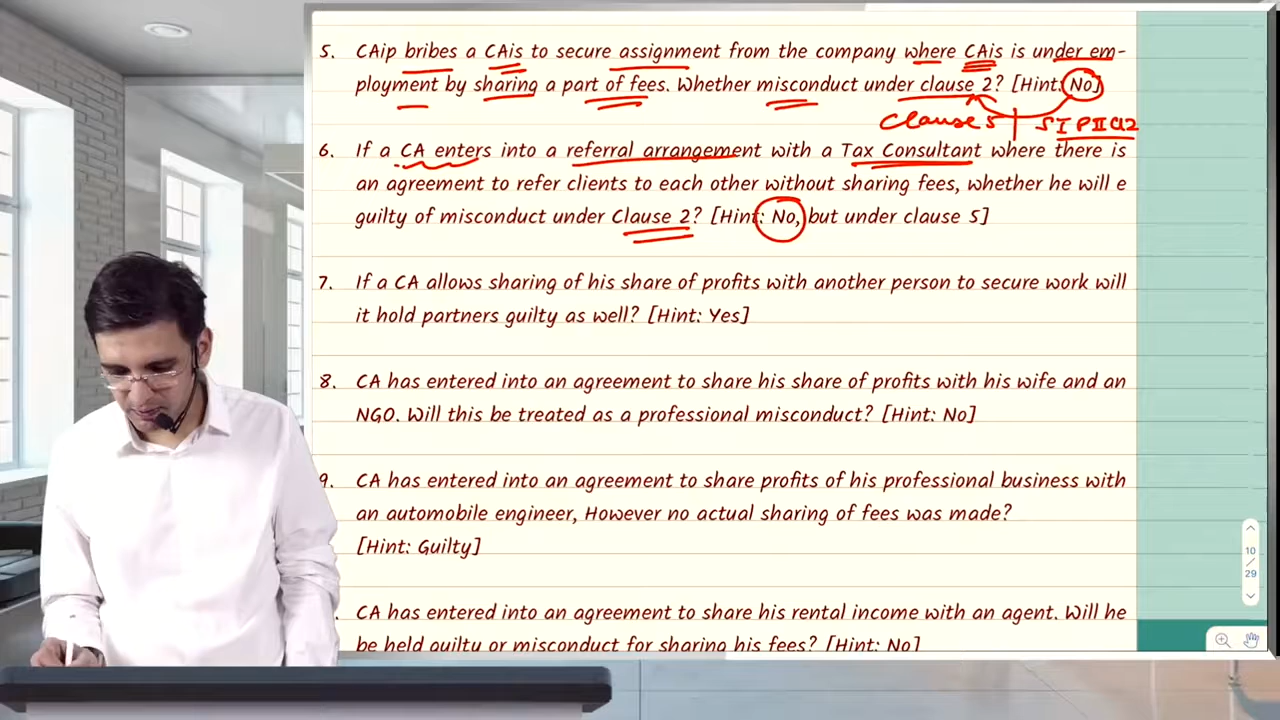 5. CAip bribes a CAis to secure assignment from the company where CAis is under em-
ployment by sharing a part of fees. Whether misconduct under clause 2? [Hint: No]
Clause 5 SI PII Cl2
6. If a CA enters into a referral arrangement with a Tax Consultant where there is
an agreement to refer clients to each other without sharing fees, whether he will e
guilty of misconduct under Clause 2? [Hint: No, but under clause 5]
7. If a CA allows sharing of his share of profits with another person to secure work will
it hold partners guilty as well? [Hint: Yes]
8. CA has entered into an agreement to share his share of profits with his wife and an
NGO. Will this be treated as a professional misconduct? [Hint: No]
9. CA has entered into an agreement to share profits of his professional business with
an automobile engineer, However no actual sharing of fees was made?
[Hint: Guilty]
. CA has entered into an agreement to share his rental income with an agent. Will he
be held guilty or misconduct for sharing his fees? [Hint: No]
10
/
29